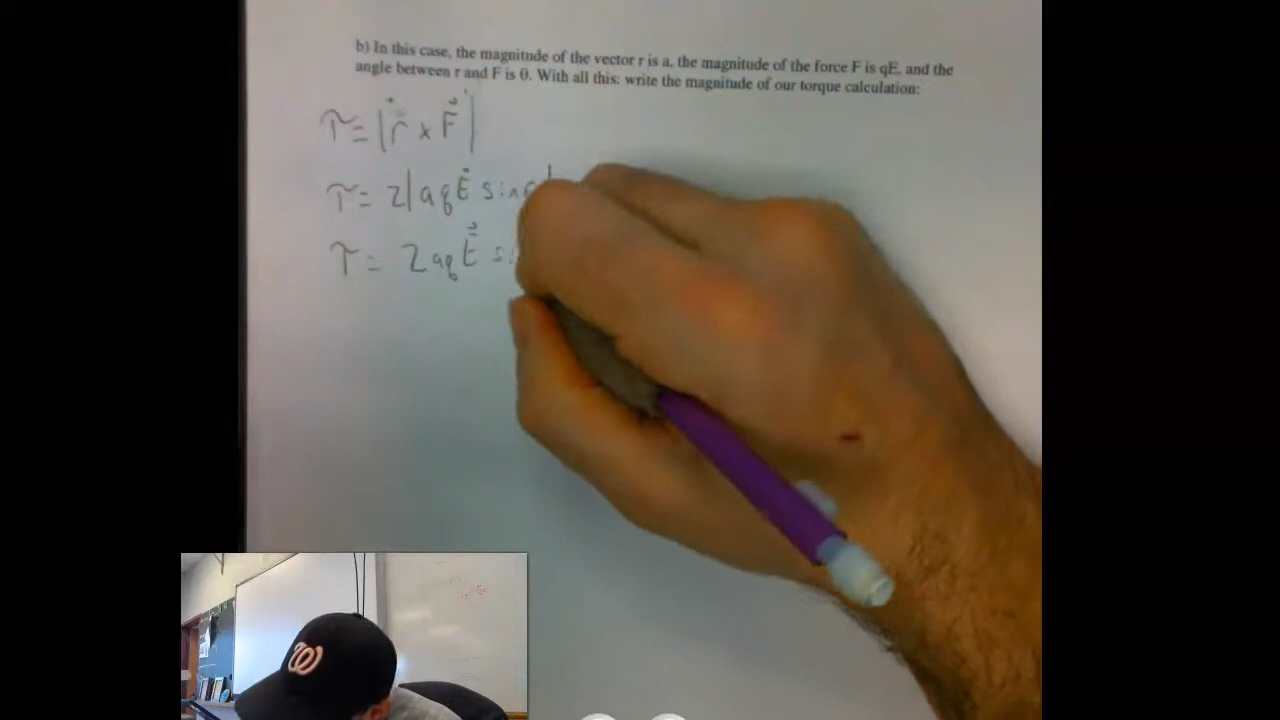 b) In this case, the magnitude of the vector r is a, the magnitude of the force F is qE, and the
angle between r and F is θ. With all this: write the magnitude of our torque calculation:
τ = |r⃗ × F⃗|
τ = 2|aqE⃗ sin
τ = 2aqE⃗ si
W